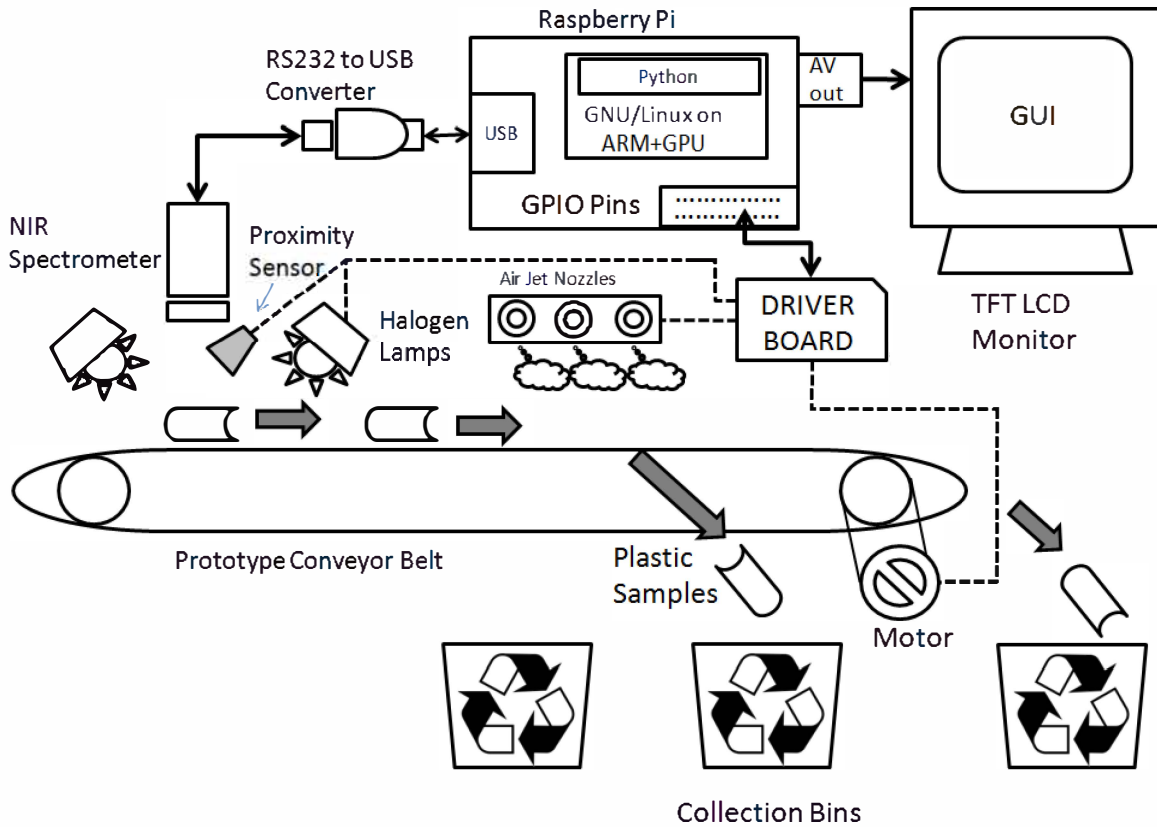 Raspberry Pi
RS232 to USB
Converter
Python
GNU/Linux on
ARM+GPU
USB
AV
out
GUI
GPIO Pins
NIR
Spectrometer
Proximity
Sensor
Air Jet Nozzles
Halogen
Lamps
DRIVER
BOARD
TFT LCD
Monitor
Prototype Conveyor Belt
Plastic
Samples
Motor
Collection Bins